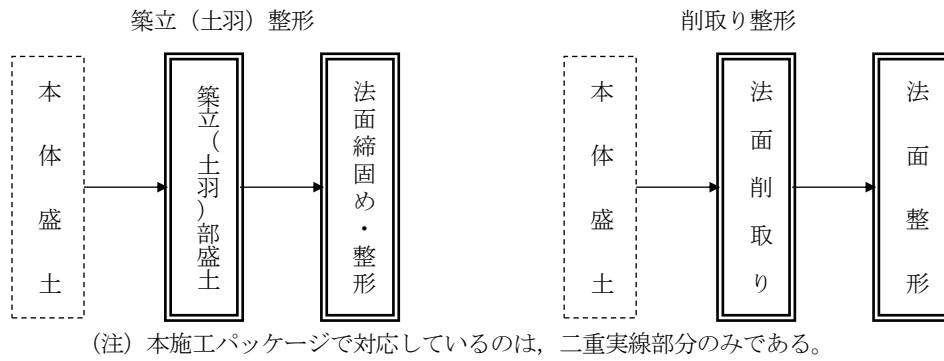 築立（土羽）整形
本体盛土
築立（土羽）部盛土
法面締固め・整形
削取り整形
本体盛土
法面削取り
法面整形
（注）本施工パッケージで対応しているのは，二重実線部分のみである。